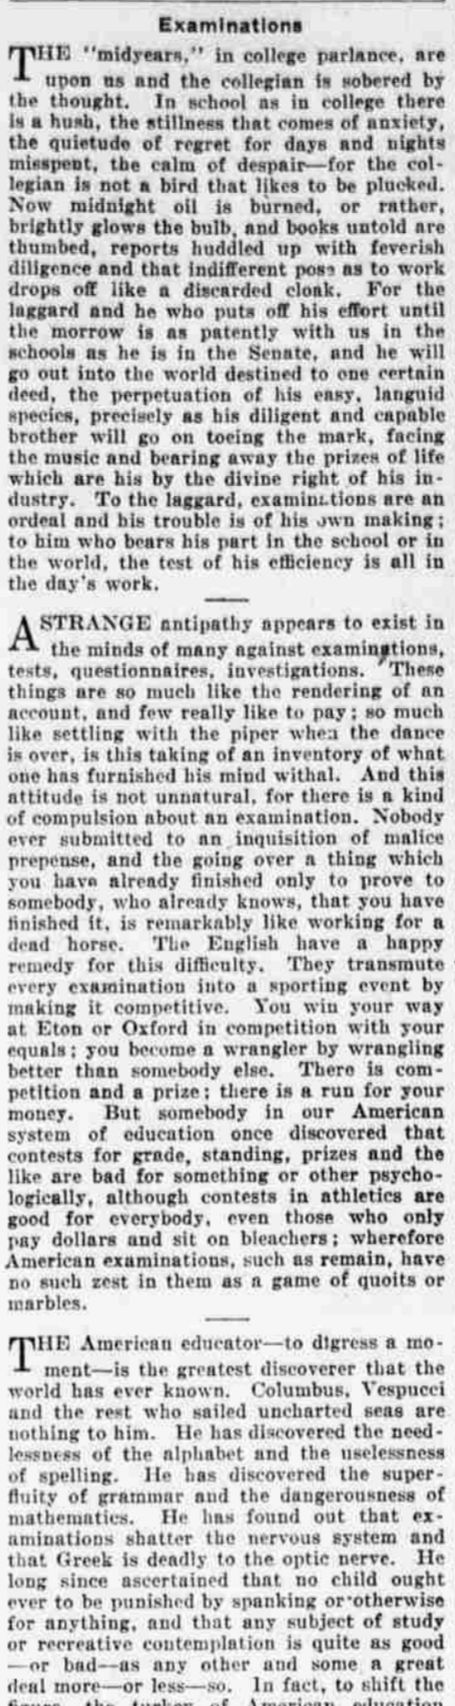 Examinations
THE "midyears," in college parlance, are
upon us and the collegian is sobered by
the thought. In school as in college there
is a hush, the stillness that comes of anxiety,
the quietude of regret for days and nights
misspent, the calm of despair—for the col-
legian is not a bird that likes to be plucked.
Now midnight oil is burned, or rather,
brightly glows the bulb, and books untold are
thumbed, reports huddled up with feverish
diligence and that indifferent pose as to work
drops off like a discarded cloak. For the
laggard and he who puts off his effort until
the morrow is as patently with us in the
schools as he is in the Senate, and he will
go out into the world destined to one certain
deed, the perpetuation of his easy, languid
species, precisely as his diligent and capable
brother will go on toeing the mark, facing
the music and bearing away the prizes of life
which are his by the divine right of his in-
dustry. To the laggard, examinations are an
ordeal and his trouble is of his own making;
to him who bears his part in the school or in
the world, the test of his efficiency is all in
the day's work.
A STRANGE antipathy appears to exist in
the minds of many against examinations,
tests, questionnaires, investigations. These
things are so much like the rendering of an
account, and few really like to pay; so much
like settling with the piper when the dance
is over, is this taking of an inventory of what
one has furnished his mind withal. And this
attitude is not unnatural, for there is a kind
of compulsion about an examination. Nobody
ever submitted to an inquisition of malice
prepense, and the going over a thing which
you have already finished only to prove to
somebody, who already knows, that you have
finished it, is remarkably like working for a
dead horse. The English have a happy
remedy for this difficulty. They transmute
every examination into a sporting event by
making it competitive. You win your way
at Eton or Oxford in competition with your
equals; you become a wrangler by wrangling
better than somebody else. There is com-
petition and a prize; there is a run for your
money. But somebody in our American
system of education once discovered that
contests for grade, standing, prizes and the
like are bad for something or other psycho-
logically, although contests in athletics are
good for everybody, even those who only
pay dollars and sit on bleachers; wherefore
American examinations, such as remain, have
no such zest in them as a game of quoits or
marbles.
THE American educator—to digress a mo-
ment—is the greatest discoverer that the
world has ever known. Columbus, Vespucci
and the rest who sailed uncharted seas are
nothing to him. He has discovered the need-
lessness of the alphabet and the uselessness
of spelling. He has discovered the super-
fluity of grammar and the dangerousness of
mathematics. He has found out that ex-
aminations shatter the nervous system and
that Greek is deadly to the optic nerve. He
long since ascertained that no child ought
ever to be punished by spanking or otherwise
for anything, and that any subject of study
or recreative contemplation is quite as good
—or bad—as any other and some a great
deal more—or less—so. In fact, to shift the